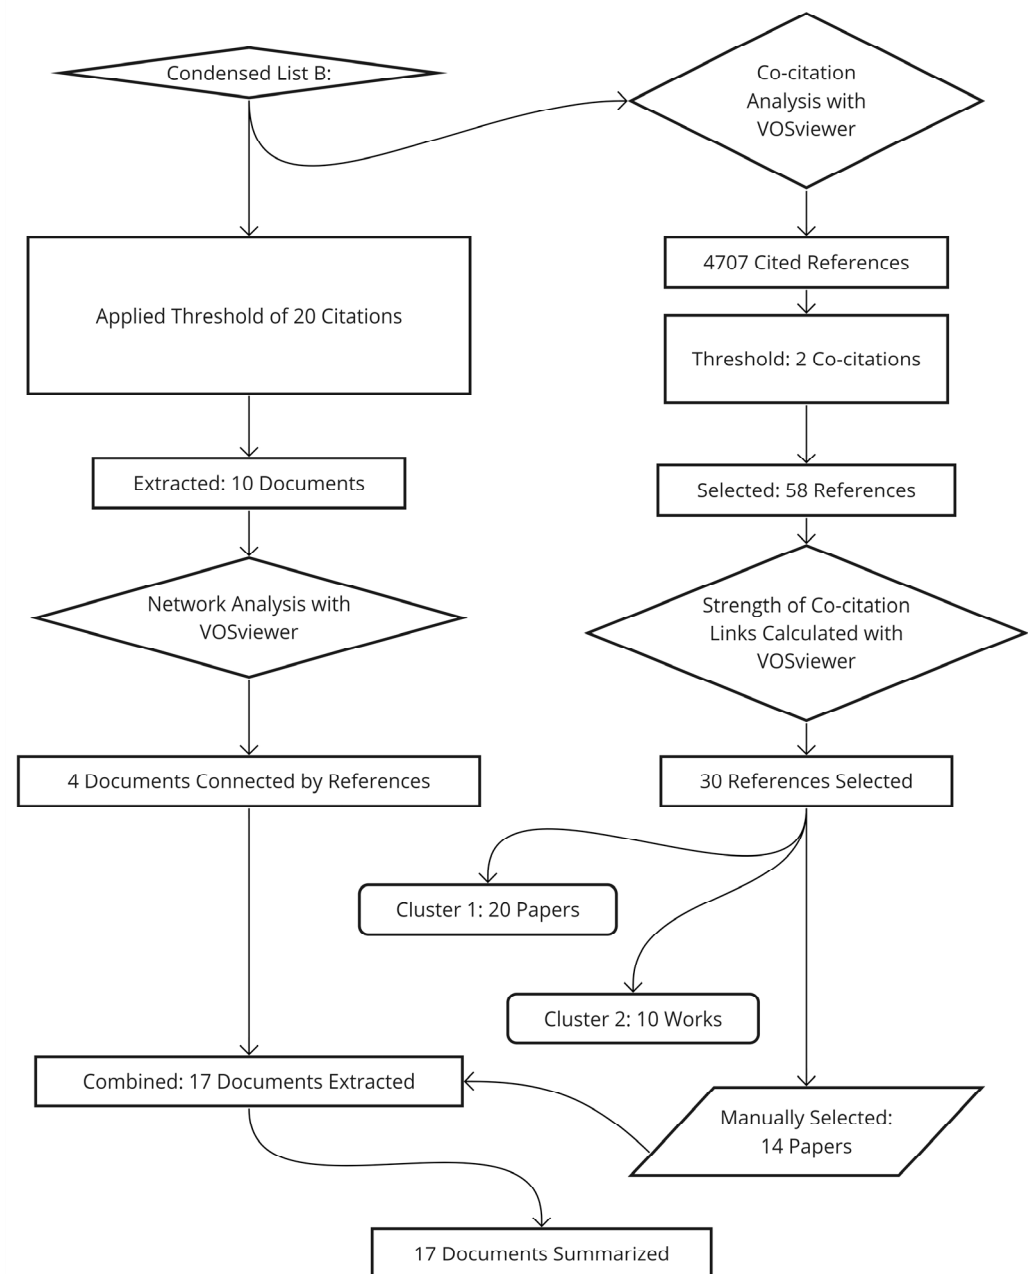 Condensed List B:
Co-citation
Analysis with
VOSviewer
4707 Cited References
Applied Threshold of 20 Citations
Threshold: 2 Co-citations
Extracted: 10 Documents
Selected: 58 References
Network Analysis with
VOSviewer
Strength of Co-citation
Links Calculated with
VOSviewer
4 Documents Connected by References
30 References Selected
Cluster 1: 20 Papers
Cluster 2: 10 Works
Combined: 17 Documents Extracted
Manually Selected:
14 Papers
17 Documents Summarized